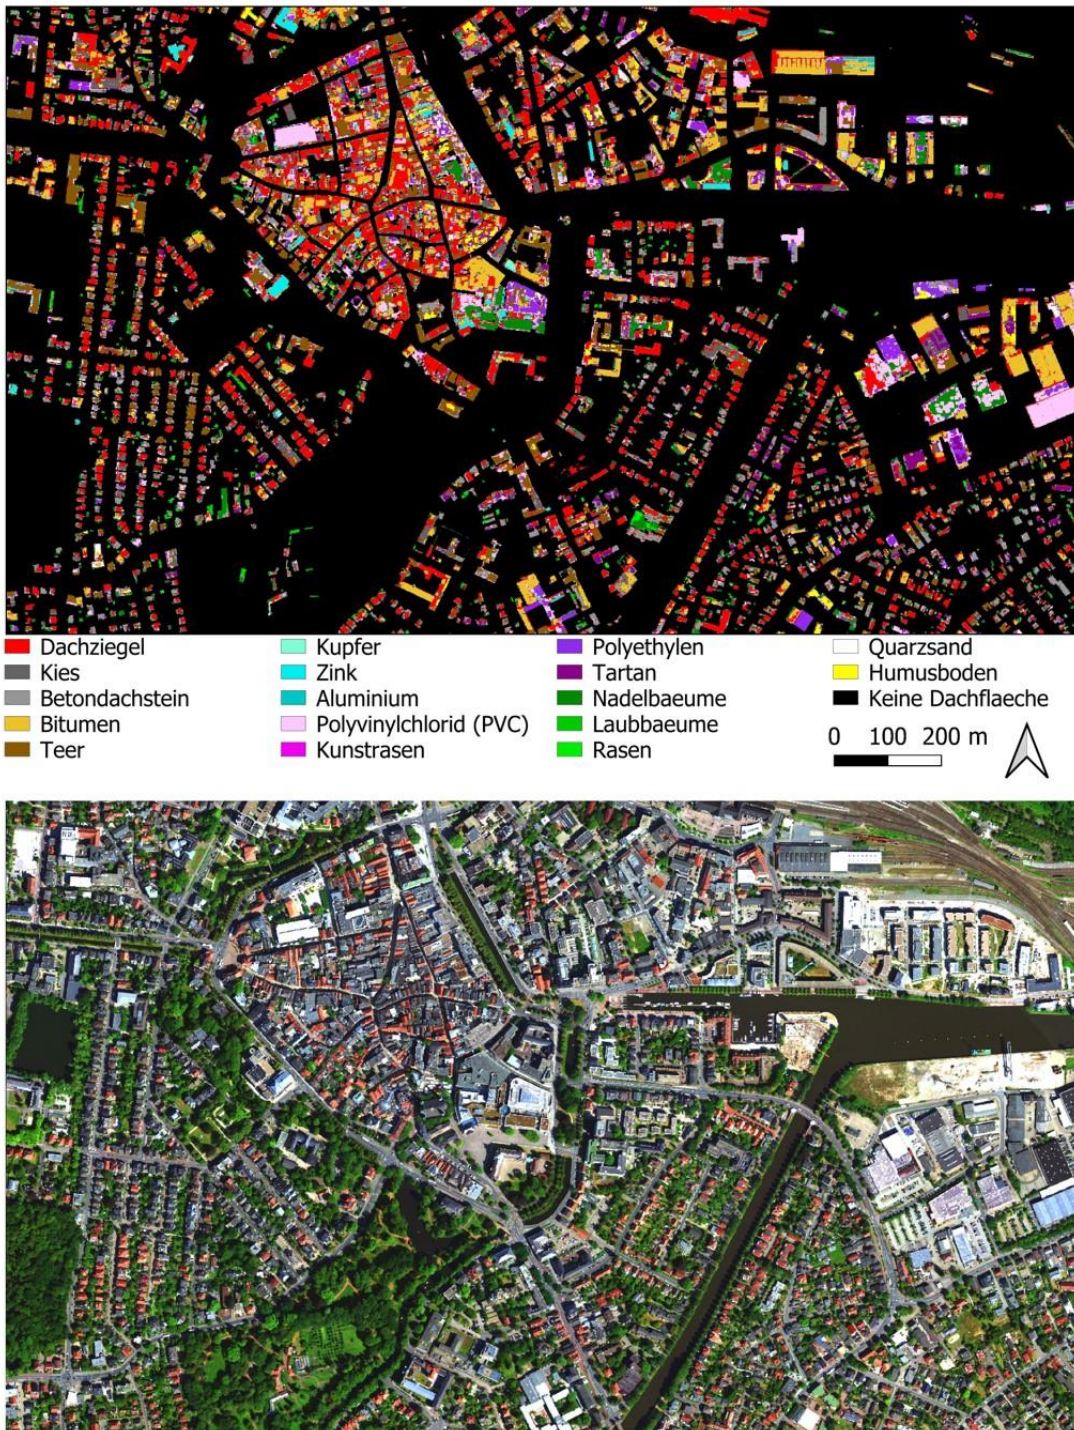 Dachziegel
Kies
Betondachstein
Bitumen
Teer
Kupfer
Zink
Aluminium
Polyvinylchlorid (PVC)
Kunstrasen
Polyethylen
Tartan
Nadelbaeume
Laubbaeume
Rasen
Quarzsand
Humusboden
Keine Dachflaeche
0 100 200 m